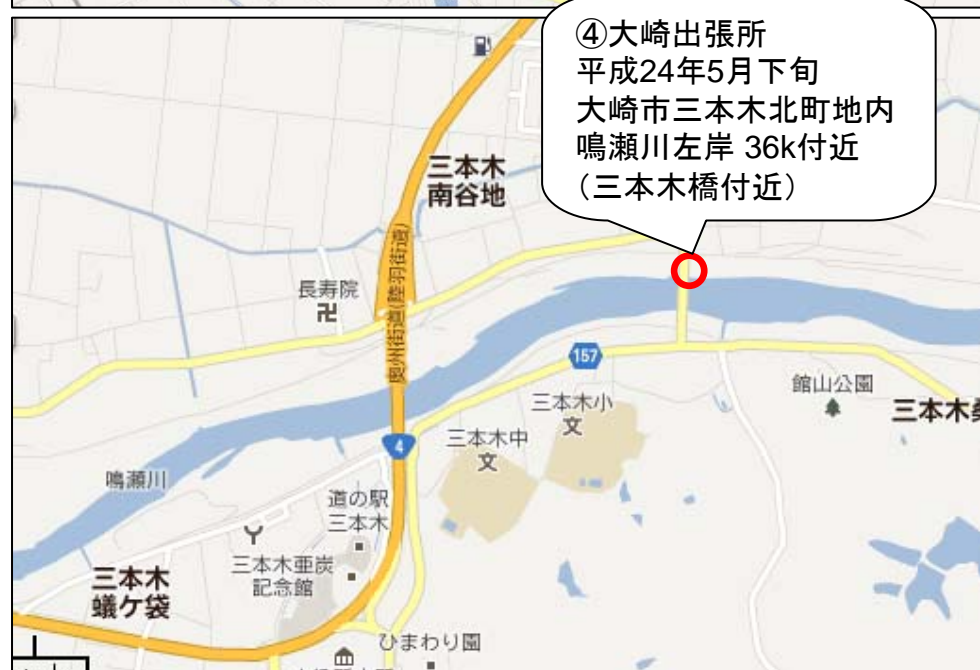 ④大崎出張所
平成24年5月下旬
大崎市三本木北町地内
鳴瀬川左岸 36k付近
（三本木橋付近）
三本木
南谷地
奥州街道(陸羽街道)
長寿院
157
館山公園
三本木小
文
三本木
三本木中
文
4
鳴瀬川
道の駅
三本木
三本木亜炭
記念館
三本木
蟻ケ袋
ひまわり園